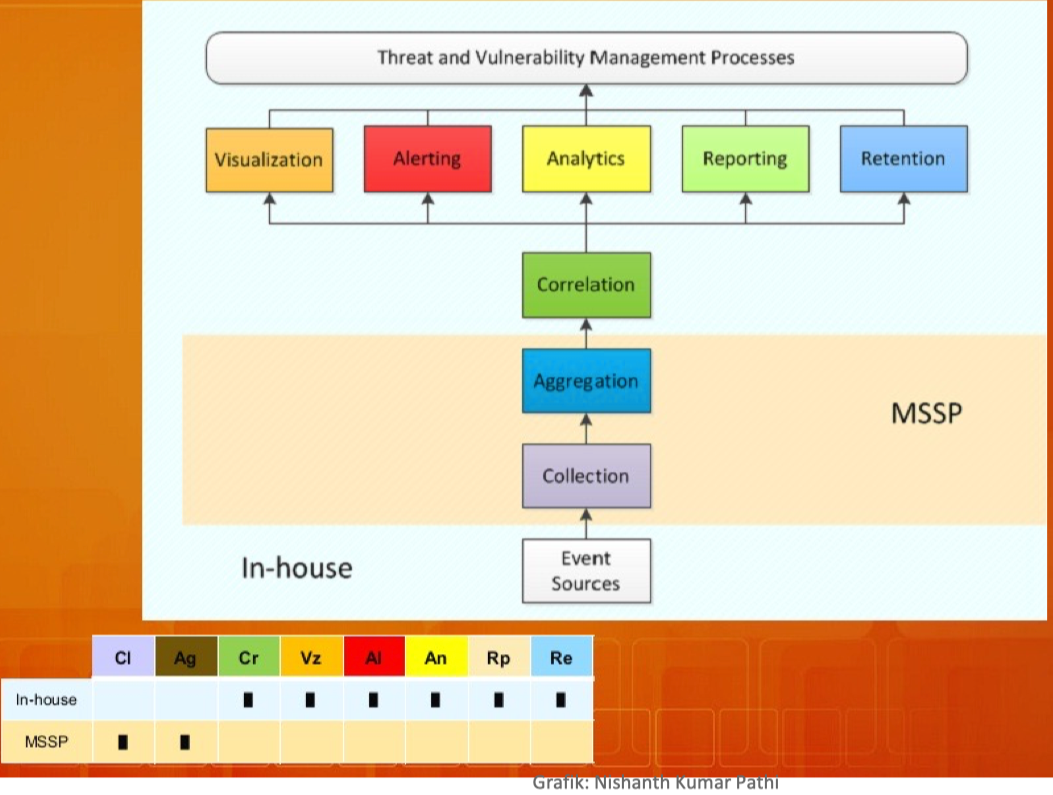 Threat and Vulnerability Management Processes
Visualization Alerting Analytics Reporting Retention
Correlation
Aggregation
MSSP
Collection
Event
Sources
In-house
Cl Ag Cr Vz Al An Rp Re
In-house
MSSP
Grafik: Nishanth Kumar Pathi